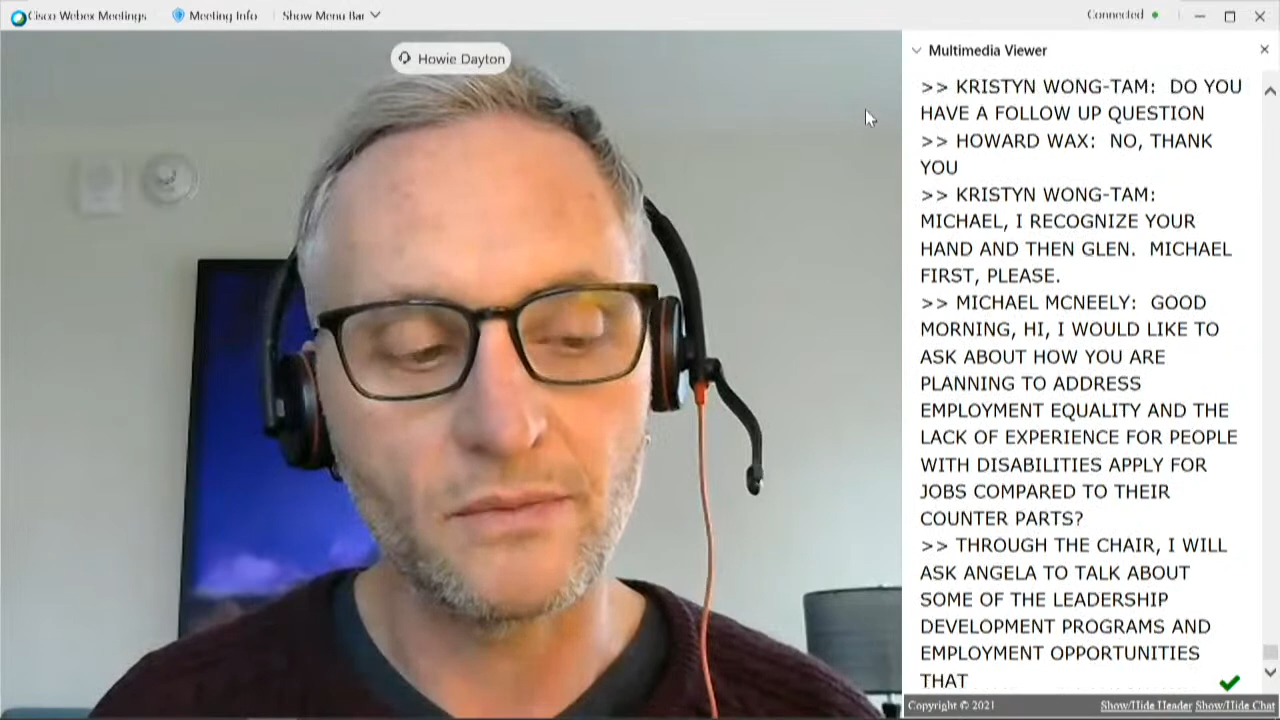 Cisco Webex Meetings
Meeting Info
Show Menu Bar
Connected
Howie Dayton
Multimedia Viewer
>> KRISTYN WONG-TAM: DO YOU
HAVE A FOLLOW UP QUESTION
>> HOWARD WAX: NO, THANK
YOU
>> KRISTYN WONG-TAM:
MICHAEL, I RECOGNIZE YOUR
HAND AND THEN GLEN. MICHAEL
FIRST, PLEASE.
>> MICHAEL MCNEELY: GOOD
MORNING, HI, I WOULD LIKE TO
ASK ABOUT HOW YOU ARE
PLANNING TO ADDRESS
EMPLOYMENT EQUALITY AND THE
LACK OF EXPERIENCE FOR PEOPLE
WITH DISABILITIES APPLY FOR
JOBS COMPARED TO THEIR
COUNTER PARTS?
>> THROUGH THE CHAIR, I WILL
ASK ANGELA TO TALK ABOUT
SOME OF THE LEADERSHIP
DEVELOPMENT PROGRAMS AND
EMPLOYMENT OPPORTUNITIES
THAT
Copyright © 2021
Show/Hide Header Show/Hide Chat